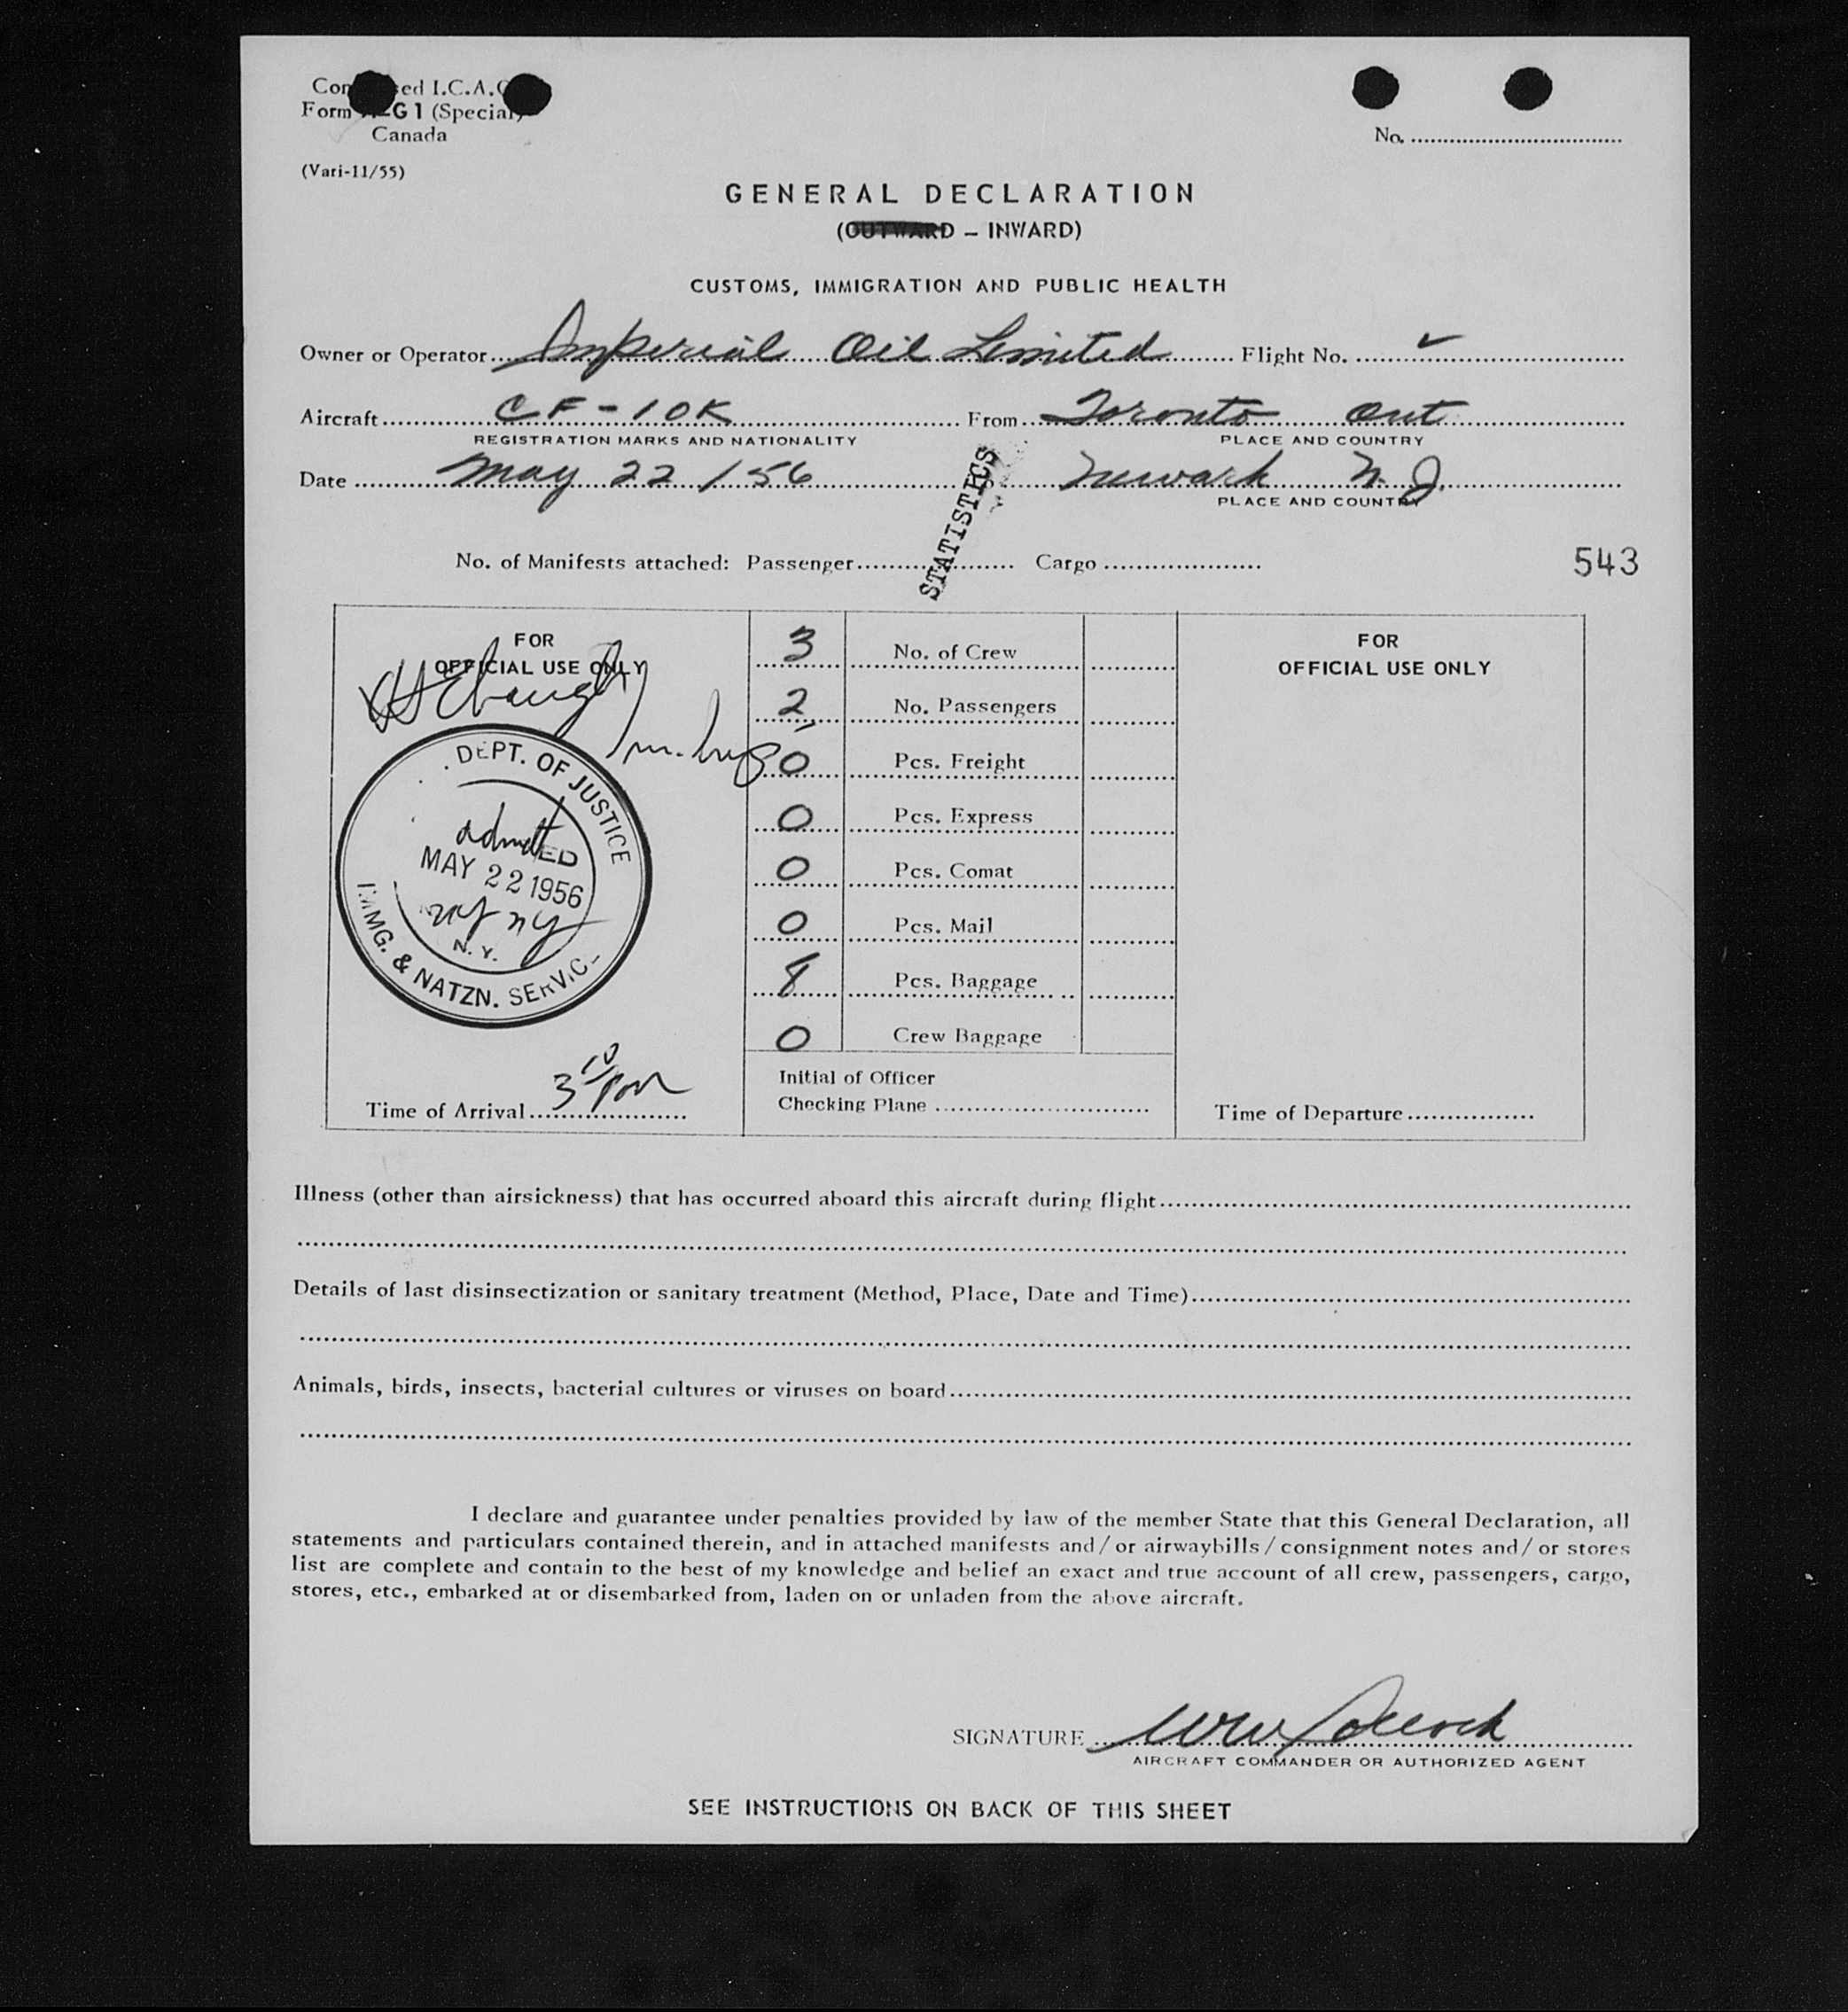 ed I.C.A.
Form G 1 (Special)
Canada
(Vari-11/55)
No.
GENERAL DECLARATION
(OUTWARD – INWARD)
CUSTOMS, IMMIGRATION AND PUBLIC HEALTH
Owner or Operator Imperial Oil Limited Flight No.
Aircraft CF-10K From Toronto Ont
REGISTRATION MARKS AND NATIONALITY PLACE AND COUNTRY
Date May 22/56 Newark N.J.
PLACE AND COUNTRY
STATISTICS
No. of Manifests attached: Passenger Cargo
543
FOR
OFFICIAL USE ONLY
DEPT. OF JUSTICE
admitTED
MAY 22 1956
N.Y.
IMMG. & NATZN. SERVIC
Time of Arrival 3 10 pm
3 No. of Crew
2 No. Passengers
0 Pcs. Freight
0 Pcs. Express
0 Pcs. Comat
0 Pcs. Mail
8 Pcs. Baggage
0 Crew Baggage
Initial of Officer
Checking Plane
FOR
OFFICIAL USE ONLY
Time of Departure
Illness (other than airsickness) that has occurred aboard this aircraft during flight
Details of last disinsectization or sanitary treatment (Method, Place, Date and Time)
Animals, birds, insects, bacterial cultures or viruses on board
I declare and guarantee under penalties provided by law of the member State that this General Declaration, all
statements and particulars contained therein, and in attached manifests and/or airwaybills/consignment notes and/or stores
list are complete and contain to the best of my knowledge and belief an exact and true account of all crew, passengers, cargo,
stores, etc., embarked at or disembarked from, laden on or unladen from the above aircraft.
SIGNATURE
AIRCRAFT COMMANDER OR AUTHORIZED AGENT
SEE INSTRUCTIONS ON BACK OF THIS SHEET